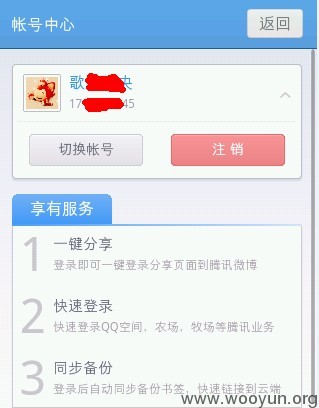 帐号中心
返回
歌 央
17 45
切换帐号
注 销
享有服务
1 一键分享
登录即可一键登录分享页面到腾讯微博
2 快速登录
快速登录QQ空间、农场、牧场等腾讯业务
3 同步备份
登录后自动同步备份书签，快速链接到云端
www.wooyun.org